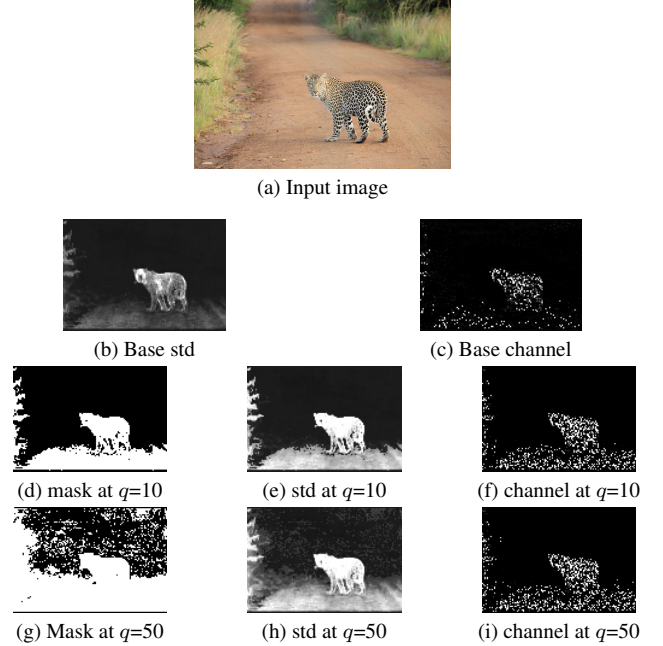 (a) Input image
(b) Base std
(c) Base channel
(d) mask at q=10
(e) std at q=10
(f) channel at q=10
(g) Mask at q=50
(h) std at q=50
(i) channel at q=50